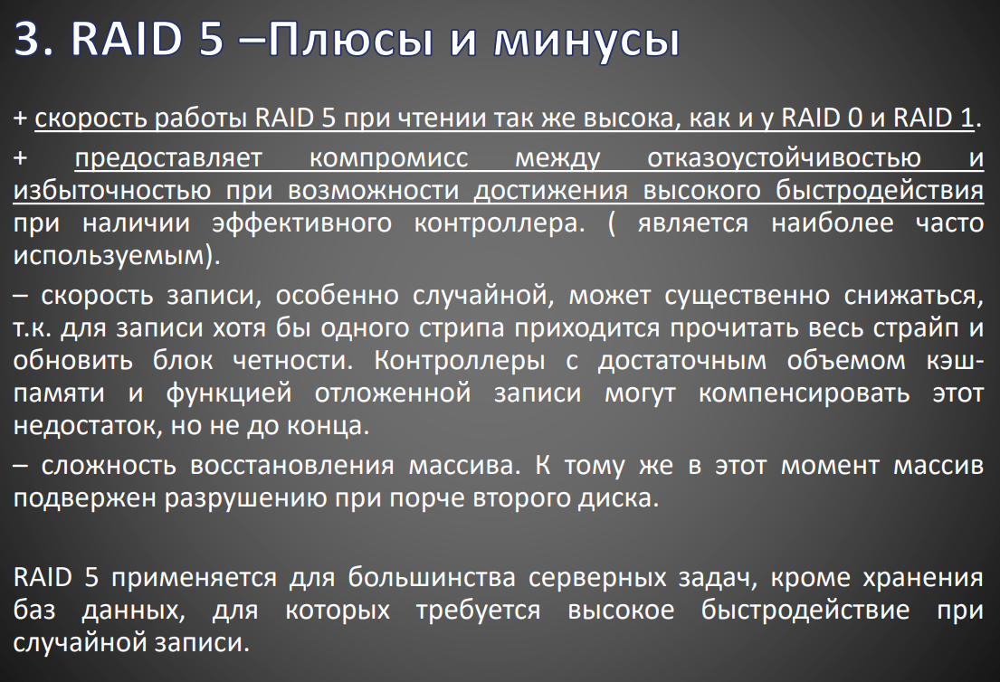 3. RAID 5 –Плюсы и минусы
+ скорость работы RAID 5 при чтении так же высока, как и у RAID 0 и RAID 1.
+ предоставляет компромисс между отказоустойчивостью и
избыточностью при возможности достижения высокого быстродействия
при наличии эффективного контроллера. ( является наиболее часто
используемым).
– скорость записи, особенно случайной, может существенно снижаться,
т.к. для записи хотя бы одного стрипа приходится прочитать весь страйп и
обновить блок четности. Контроллеры с достаточным объемом кэш-
памяти и функцией отложенной записи могут компенсировать этот
недостаток, но не до конца.
– сложность восстановления массива. К тому же в этот момент массив
подвержен разрушению при порче второго диска.
RAID 5 применяется для большинства серверных задач, кроме хранения
баз данных, для которых требуется высокое быстродействие при
случайной записи.